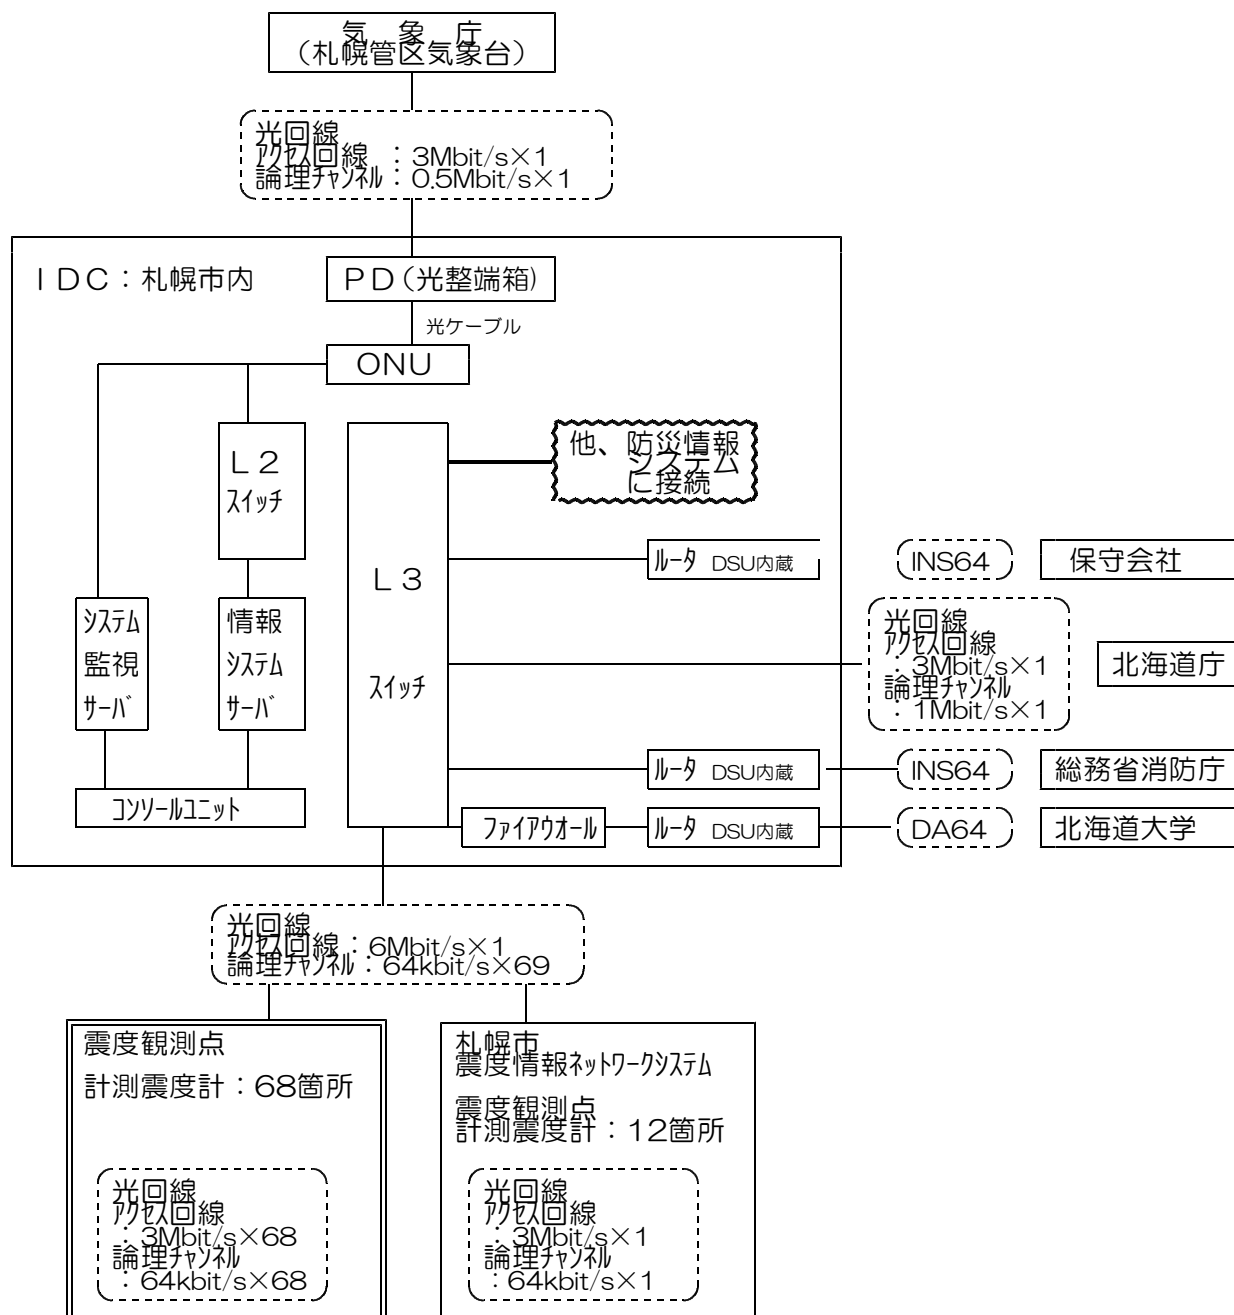 気　象　庁
（札幌管区気象台）
光回線
ｱｸｾｽ回線　：3Mbit/s×1
論理ﾁｬﾝﾈﾙ：0.5Mbit/s×1
ＩＤＣ：札幌市内
ＰＤ（光整端箱）
光ケーブル
ONU
Ｌ２
ｽｲｯﾁ
他、防災情報
システム
に接続
Ｌ３
ｽｲｯﾁ
ﾙｰﾀ DSU内蔵
INS64
保守会社
ｼｽﾃﾑ
監視
ｻｰﾊﾞ
情報
ｼｽﾃﾑ
ｻｰﾊﾞ
光回線
ｱｸｾｽ回線
：3Mbit/s×1
論理ﾁｬﾝﾈﾙ
：1Mbit/s×1
北海道庁
ﾙｰﾀ DSU内蔵
INS64
総務省消防庁
ｺﾝｿｰﾙﾕﾆｯﾄ
ﾌｧｲｱｳｵｰﾙ
ﾙｰﾀ DSU内蔵
DA64
北海道大学
光回線
ｱｸｾｽ回線：6Mbit/s×1
論理ﾁｬﾝﾈﾙ：64kbit/s×69
震度観測点
計測震度計：68箇所
光回線
ｱｸｾｽ回線
：3Mbit/s×68
論理ﾁｬﾝﾈﾙ
：64kbit/s×68
札幌市
震度情報ﾈｯﾄﾜｰｸｼｽﾃﾑ
震度観測点
計測震度計：12箇所
光回線
ｱｸｾｽ回線
：3Mbit/s×1
論理ﾁｬﾝﾈﾙ
：64kbit/s×1